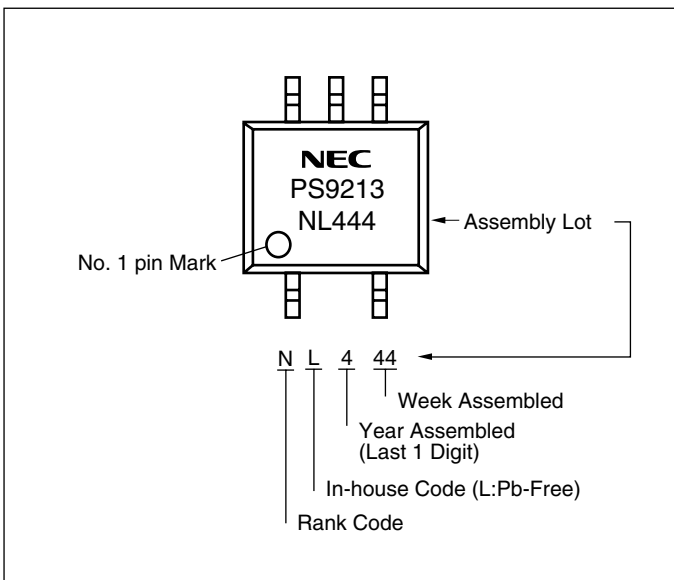 NEC
PS9213
NL444
Assembly Lot
No. 1 pin Mark
N L 4 44
Week Assembled
Year Assembled
(Last 1 Digit)
In-house Code (L:Pb-Free)
Rank Code